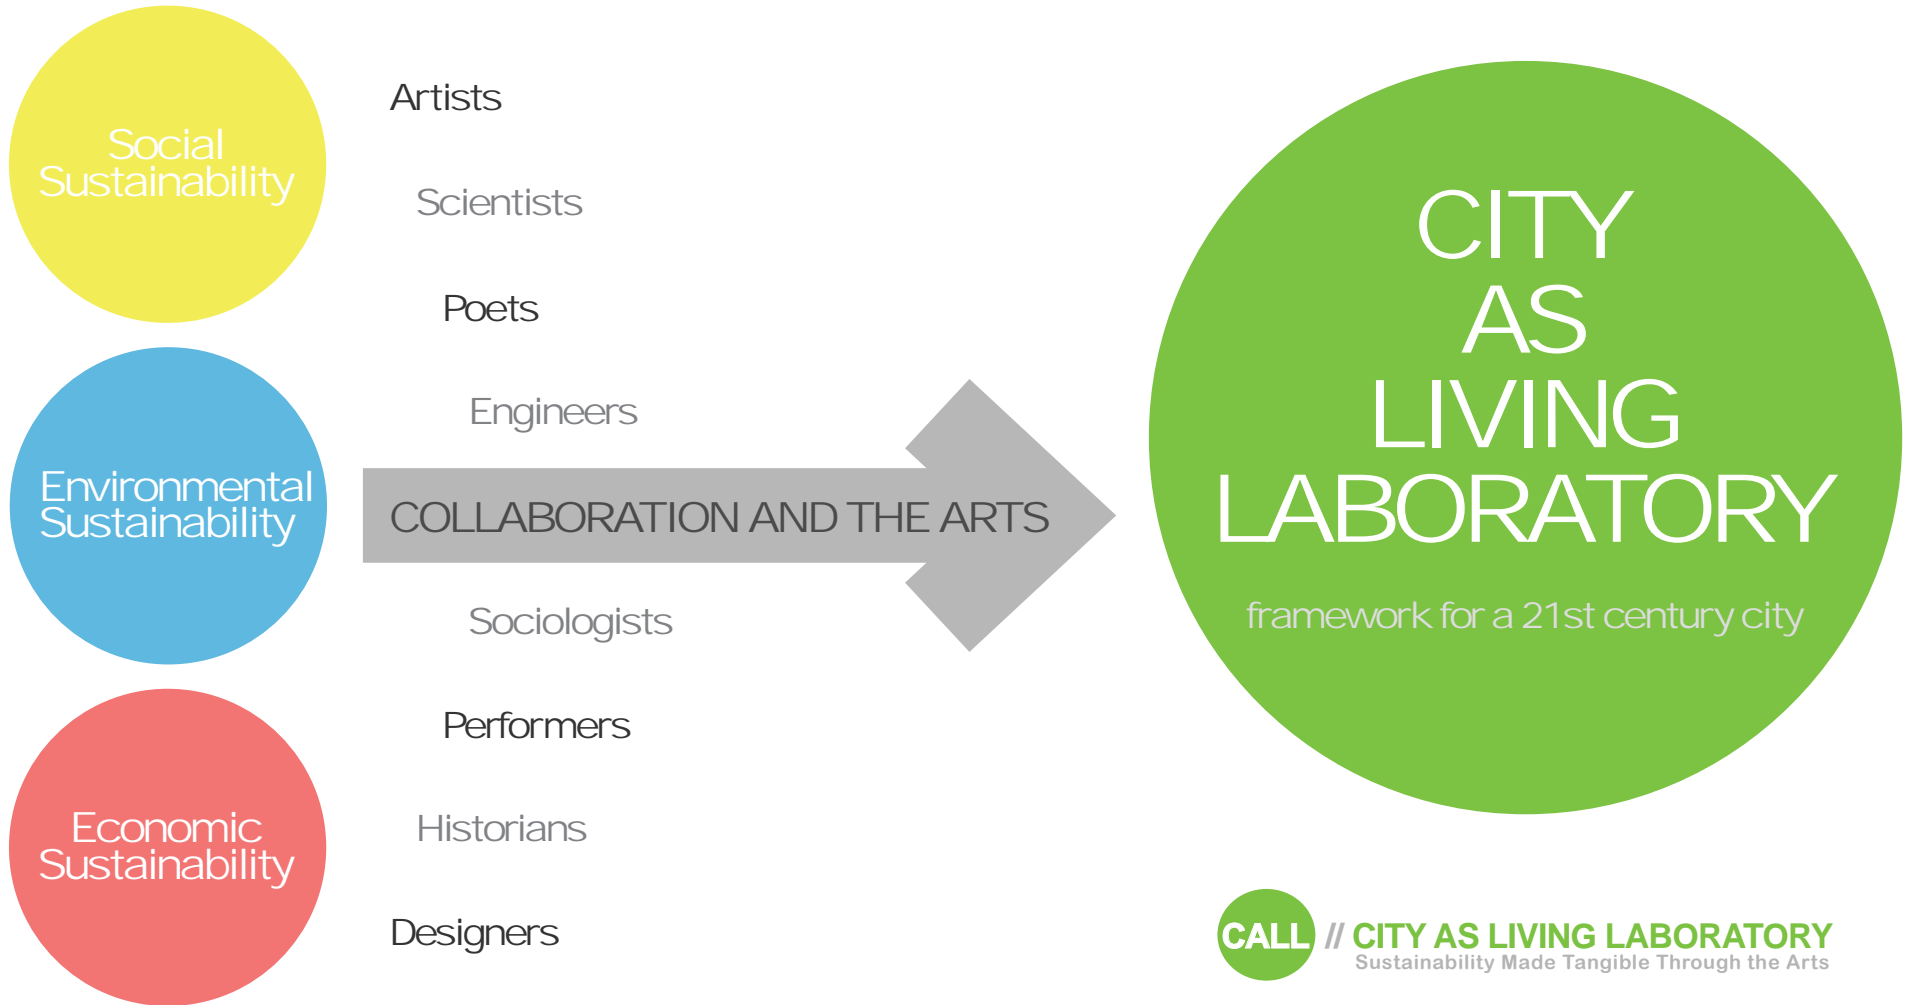 Social
Sustainability
Environmental
Sustainability
Economic
Sustainability
Artists
Scientists
Poets
Engineers
COLLABORATION AND THE ARTS
Sociologists
Performers
Historians
Designers
CITY
AS
LIVING
LABORATORY
framework for a 21st century city
CALL // CITY AS LIVING LABORATORY
Sustainability Made Tangible Through the Arts